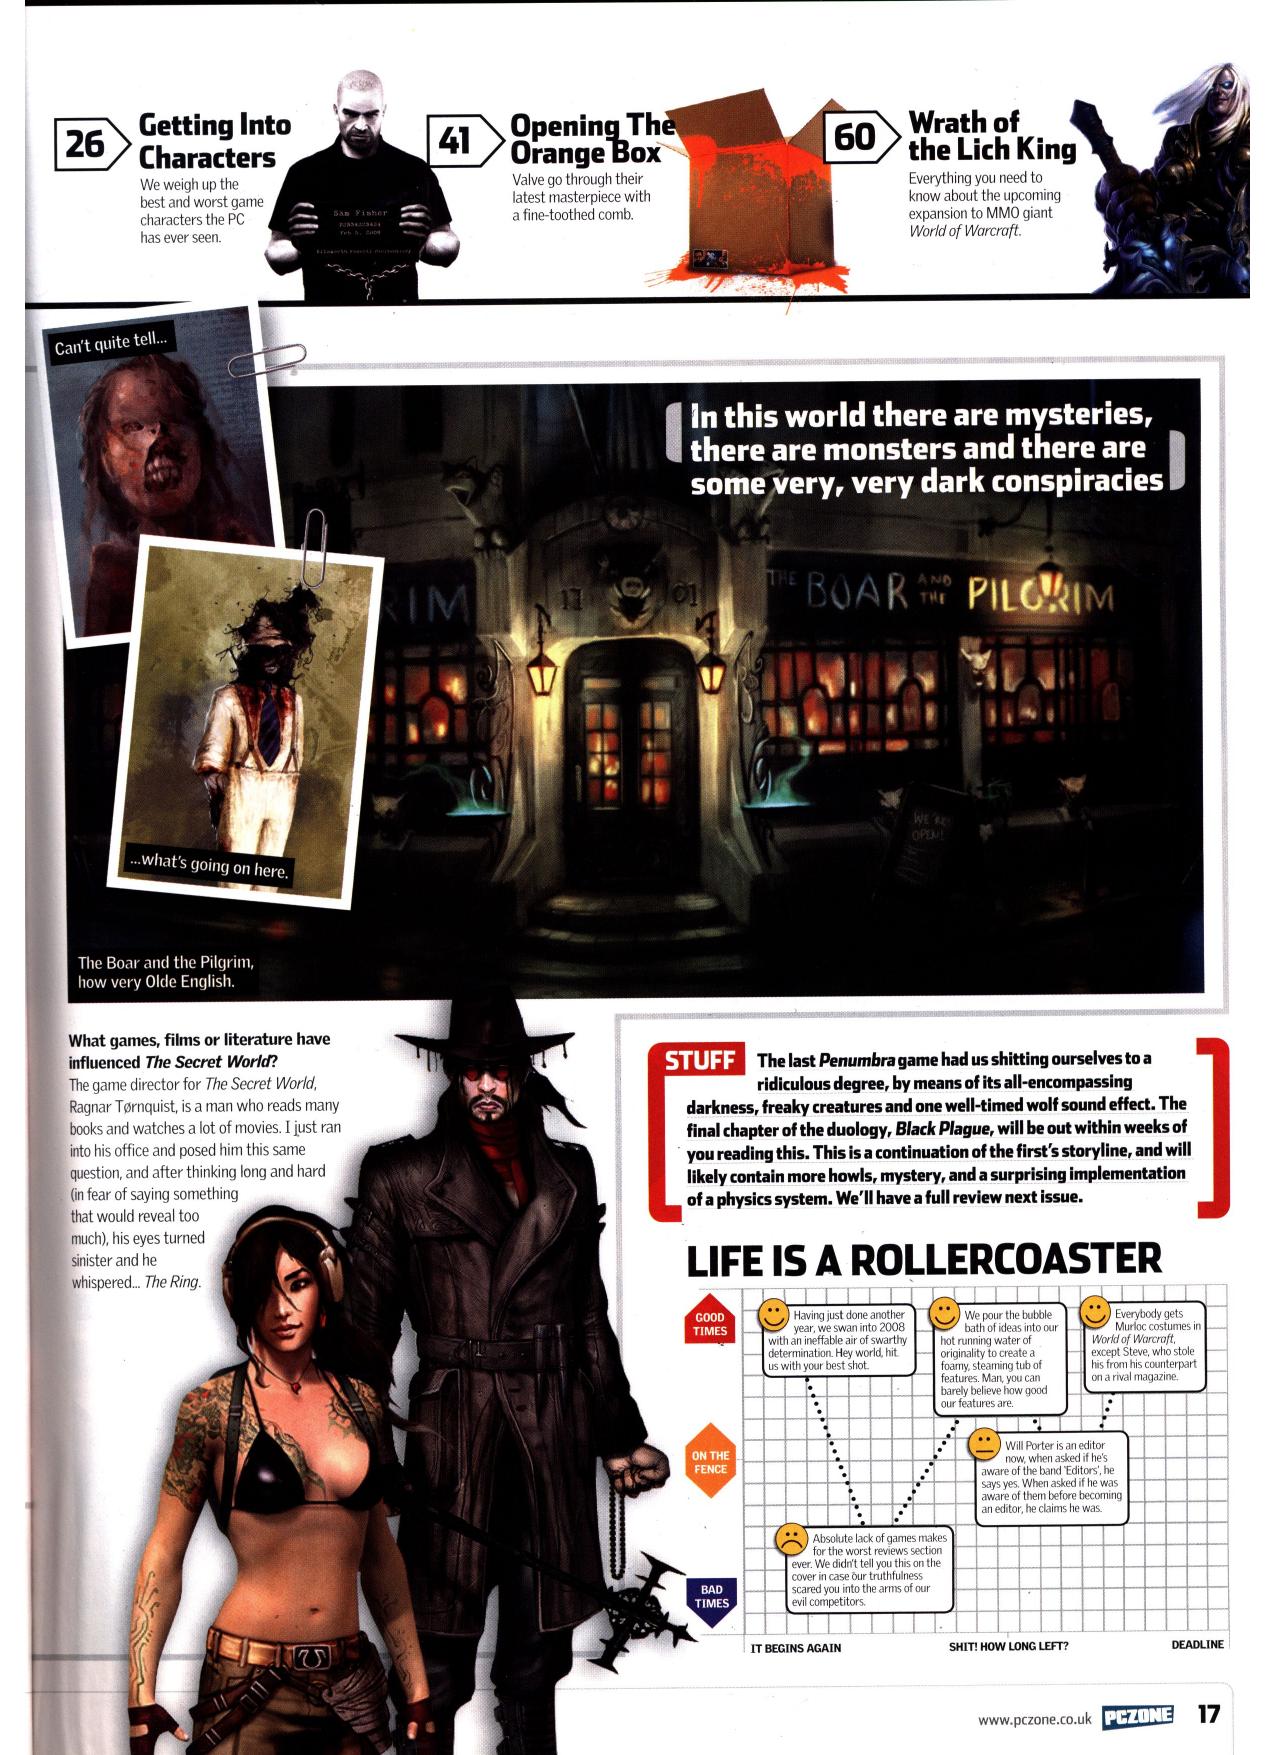 26
Getting Into
Characters
We weigh up the
best and worst game
characters the PC
has ever seen.
Sam Fisher
41
Opening The
Orange Box
Valve go through their
latest masterpiece with
a fine-toothed comb.
60
Wrath of
the Lich King
Everything you need to
know about the upcoming
expansion to MMO giant
World of Warcraft.
Can't quite tell...
In this world there are mysteries,
there are monsters and there are
some very, very dark conspiracies
THE BOAR AND THE PILGRIM
RIM
WE'RE
OPEN!
...what's going on here.
The Boar and the Pilgrim,
how very Olde English.
What games, films or literature have
influenced The Secret World?
The game director for The Secret World,
Ragnar Tørnquist, is a man who reads many
books and watches a lot of movies. I just ran
into his office and posed him this same
question, and after thinking long and hard
(in fear of saying something
that would reveal too
much), his eyes turned
sinister and he
whispered... The Ring.
STUFF
The last Penumbra game had us shitting ourselves to a
ridiculous degree, by means of its all-encompassing
darkness, freaky creatures and one well-timed wolf sound effect. The
final chapter of the duology, Black Plague, will be out within weeks of
you reading this. This is a continuation of the first's storyline, and will
likely contain more howls, mystery, and a surprising implementation
of a physics system. We'll have a full review next issue.
LIFE IS A ROLLERCOASTER
GOOD
TIMES
Having just done another
year, we swan into 2008
with an ineffable air of swarthy
determination. Hey world, hit
us with your best shot.
We pour the bubble
bath of ideas into our
hot running water of
originality to create a
foamy, steaming tub of
features. Man, you can
barely believe how good
our features are.
Everybody gets
Murloc costumes in
World of Warcraft,
except Steve, who stole
his from his counterpart
on a rival magazine.
ON THE
FENCE
Will Porter is an editor
now, when asked if he's
aware of the band 'Editors', he
says yes. When asked if he was
aware of them before becoming
an editor, he claims he was.
Absolute lack of games makes
for the worst reviews section
ever. We didn't tell you this on the
cover in case our truthfulness
scared you into the arms of our
evil competitors.
BAD
TIMES
IT BEGINS AGAIN
SHIT! HOW LONG LEFT?
DEADLINE
www.pczone.co.uk
PCZONE
17